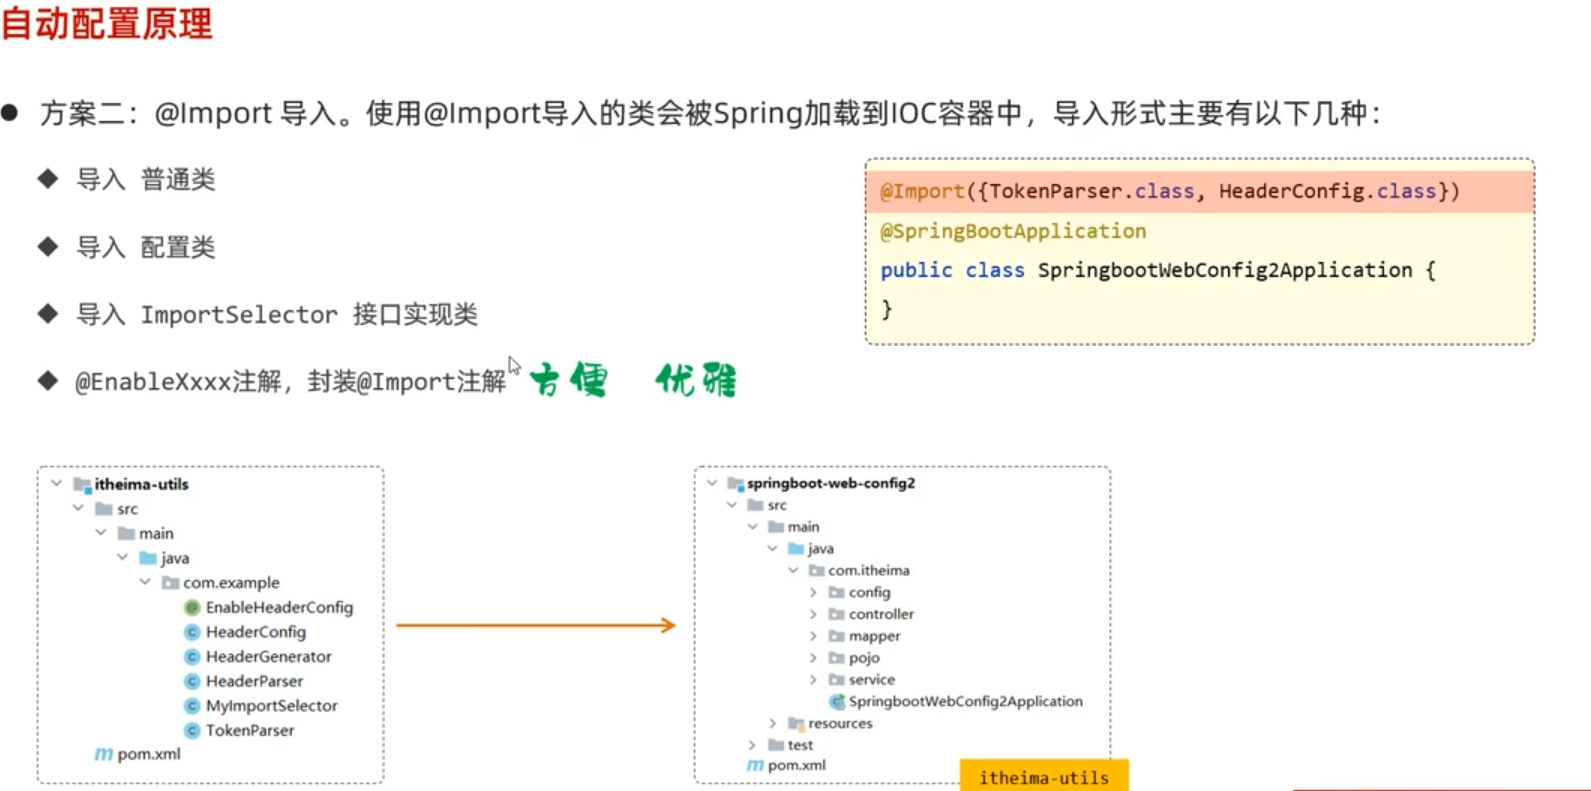 自动配置原理
● 方案二：@Import 导入。使用@Import导入的类会被Spring加载到IOC容器中，导入形式主要有以下几种：
◆ 导入 普通类
◆ 导入 配置类
◆ 导入 ImportSelector 接口实现类
◆ @EnableXxxx注解，封装@Import注解 方便 优雅
@Import({TokenParser.class, HeaderConfig.class})
@SpringBootApplication
public class SpringbootWebConfig2Application {
}
itheima-utils
src
main
java
com.example
EnableHeaderConfig
HeaderConfig
HeaderGenerator
HeaderParser
MyImportSelector
TokenParser
pom.xml
springboot-web-config2
src
main
java
com.itheima
config
controller
mapper
pojo
service
SpringbootWebConfig2Application
resources
test
pom.xml
itheima-utils